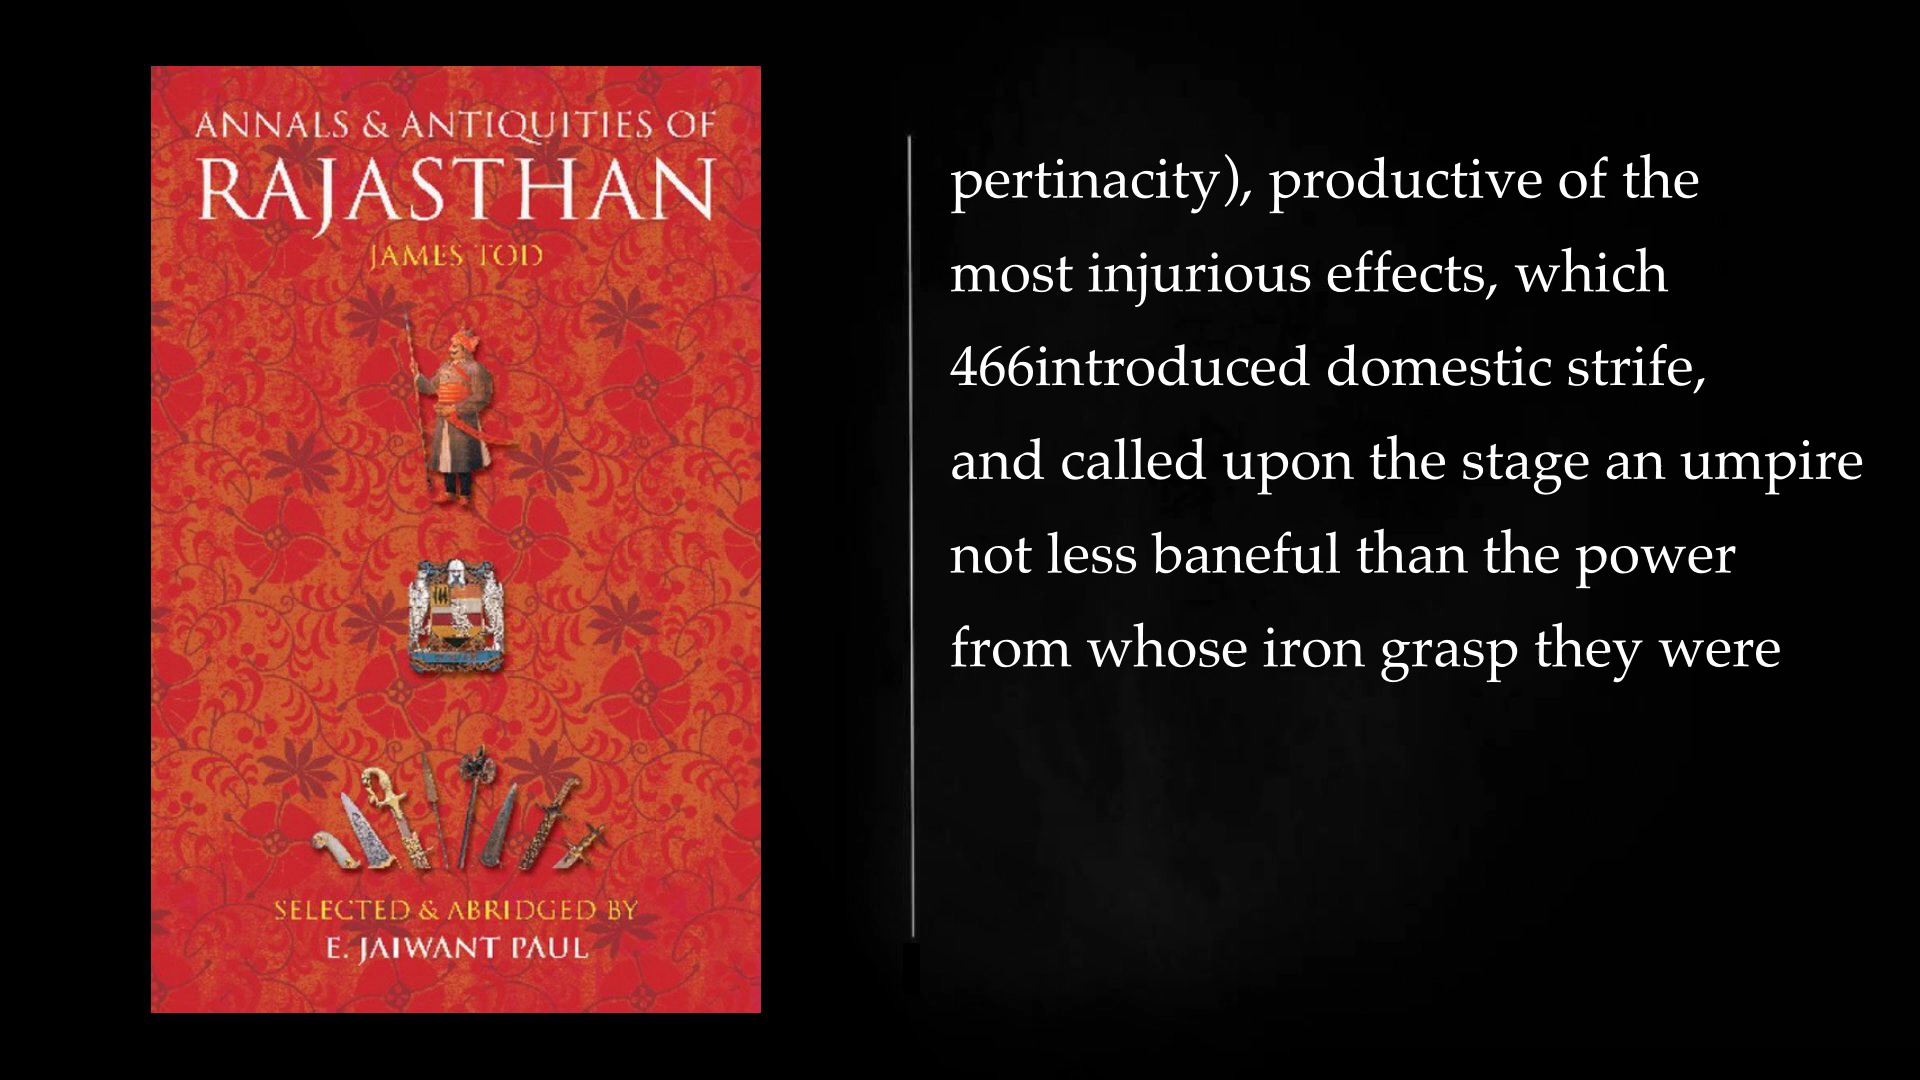 ANNALS & ANTIQUITIES OF
RAJASTHAN
JAMES TOD
SELECTED & ABRIDGED BY
E. JAIWANT PAUL
pertinacity), productive of the
most injurious effects, which
466introduced domestic strife,
and called upon the stage an umpire
not less baneful than the power
from whose iron grasp they were